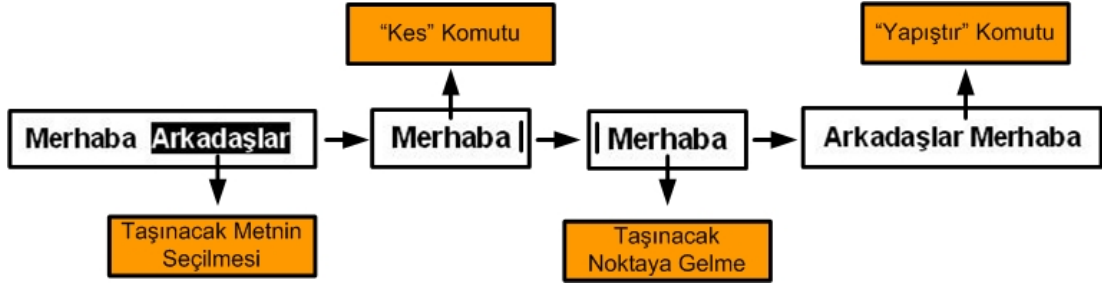 “Kes” Komutu
“Yapıştır” Komutu
Merhaba Arkadaşlar
Merhaba
Merhaba
Arkadaşlar Merhaba
Taşınacak Metnin
Seçilmesi
Taşınacak
Noktaya Gelme